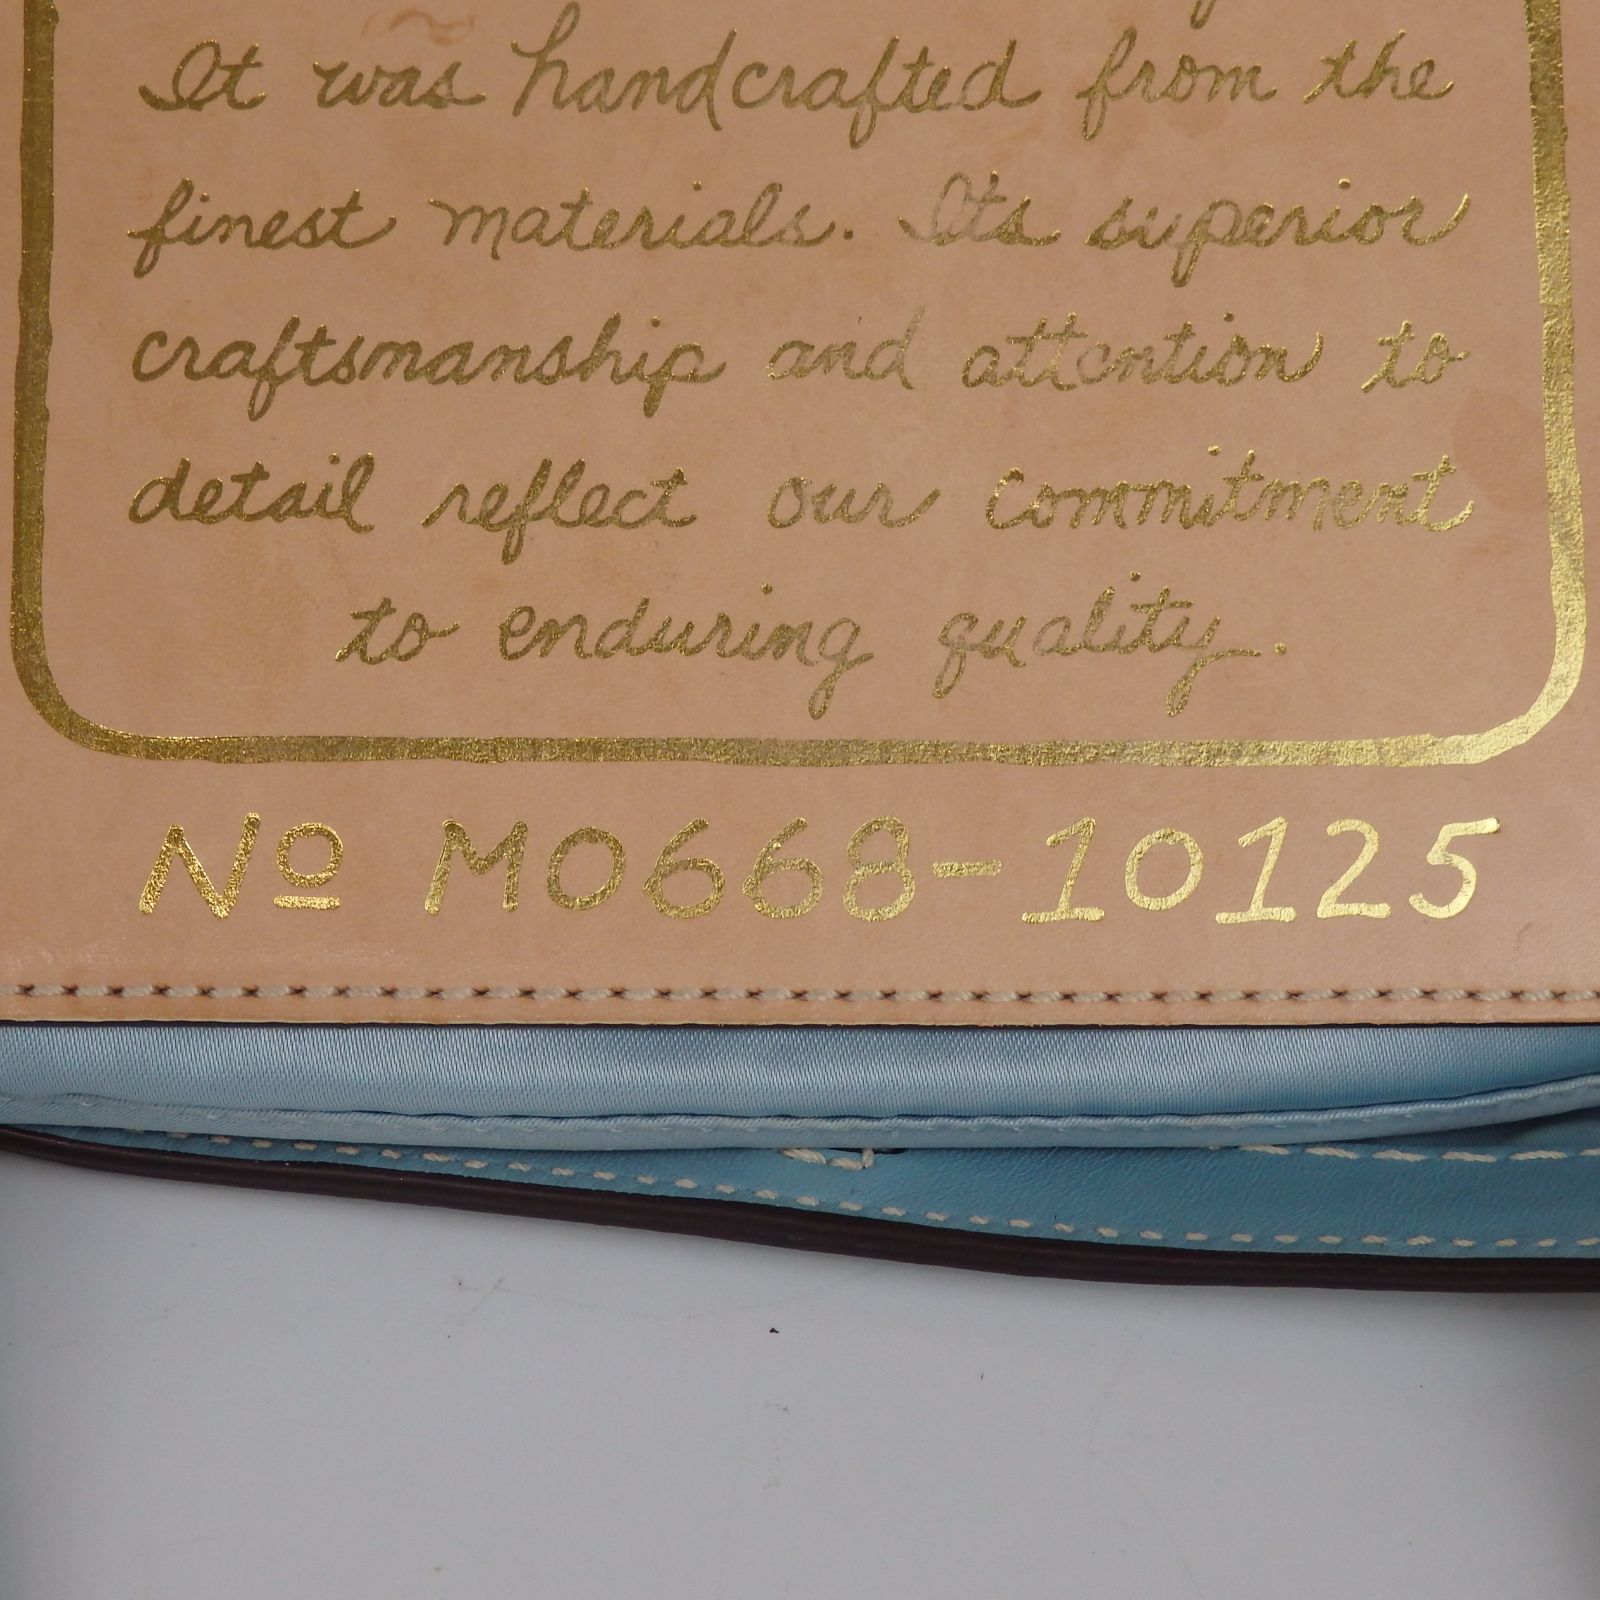 It was handcrafted from the
finest materials. Its superior
craftsmanship and attention to
detail reflect our commitment
to enduring quality.
Nº M0668-10125